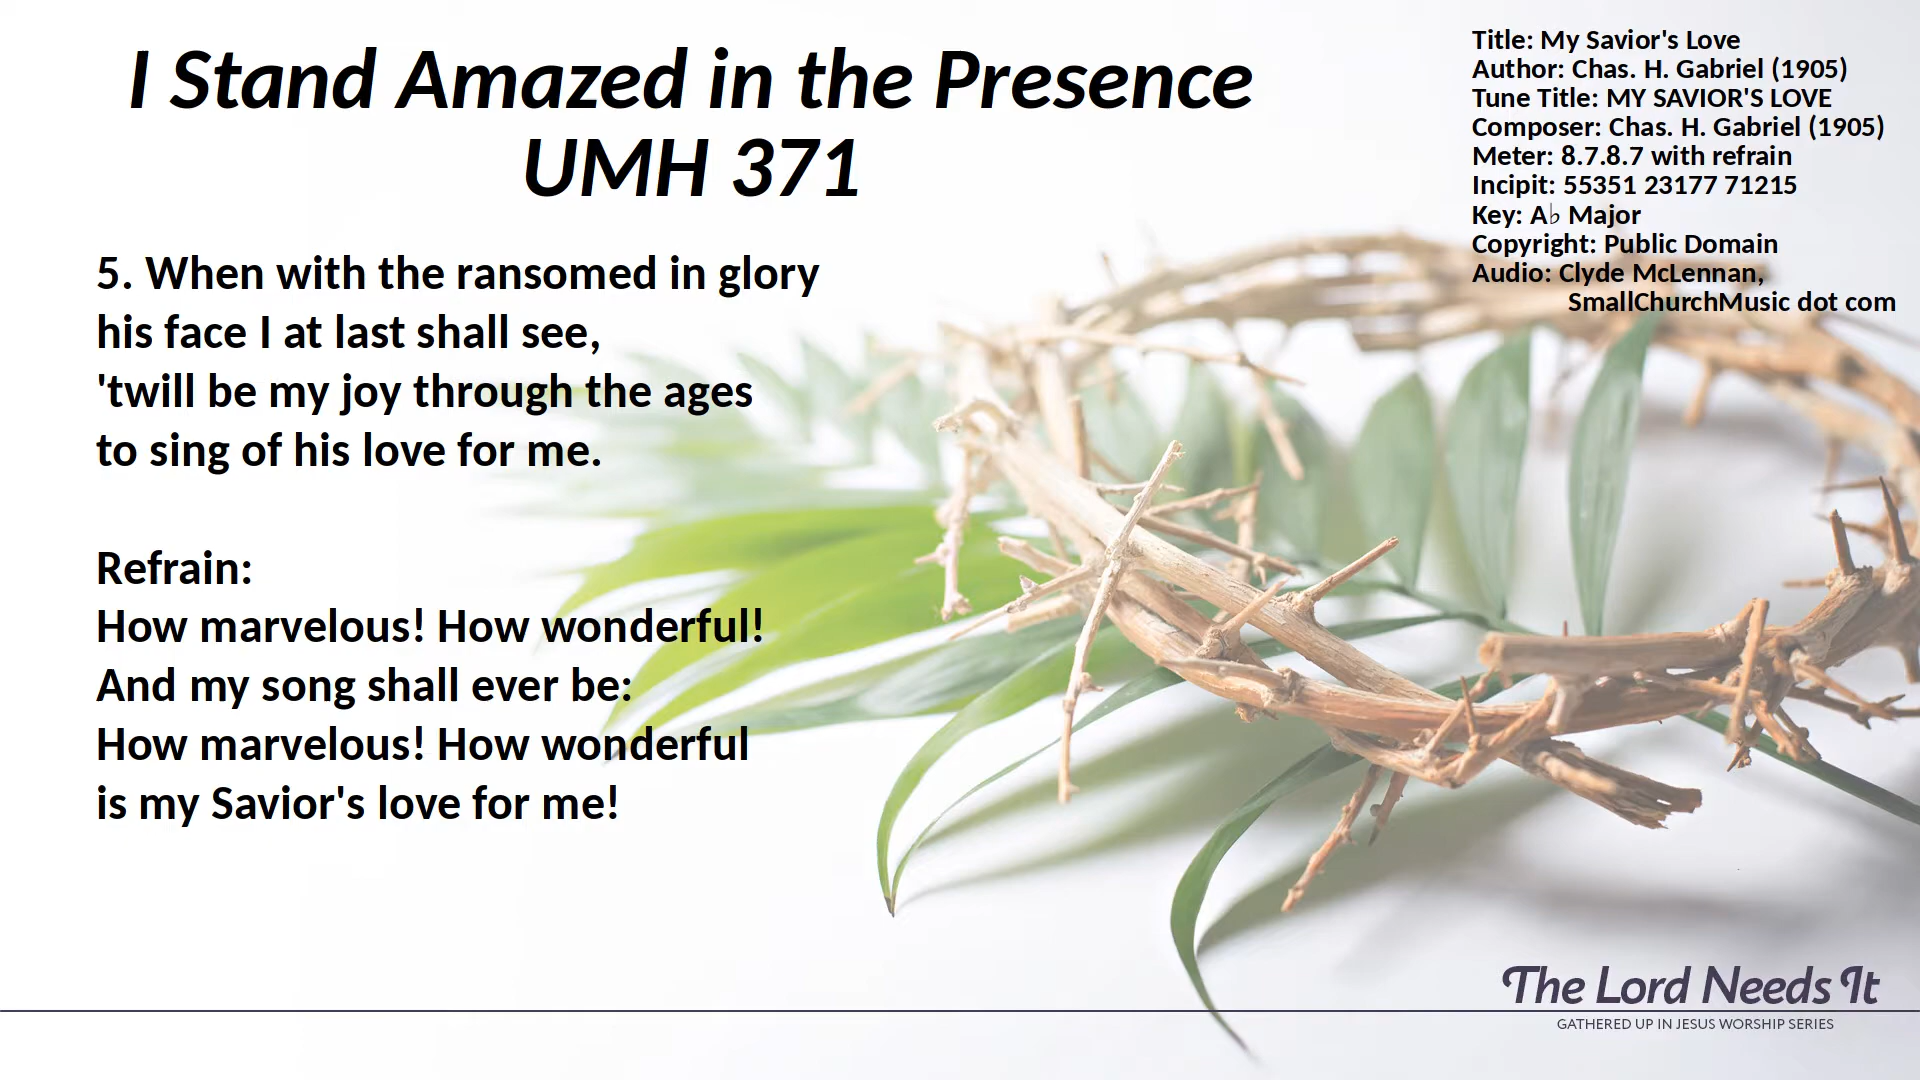 I Stand Amazed in the Presence
UMH 371
Title: My Savior's Love
Author: Chas. H. Gabriel (1905)
Tune Title: MY SAVIOR'S LOVE
Composer: Chas. H. Gabriel (1905)
Meter: 8.7.8.7 with refrain
Incipit: 55351 23177 71215
Key: A♭ Major
Copyright: Public Domain
Audio: Clyde McLennan,
SmallChurchMusic dot com
5. When with the ransomed in glory
his face I at last shall see,
'twill be my joy through the ages
to sing of his love for me.
Refrain:
How marvelous! How wonderful!
And my song shall ever be:
How marvelous! How wonderful
is my Savior's love for me!
The Lord Needs It
GATHERED UP IN JESUS WORSHIP SERIES